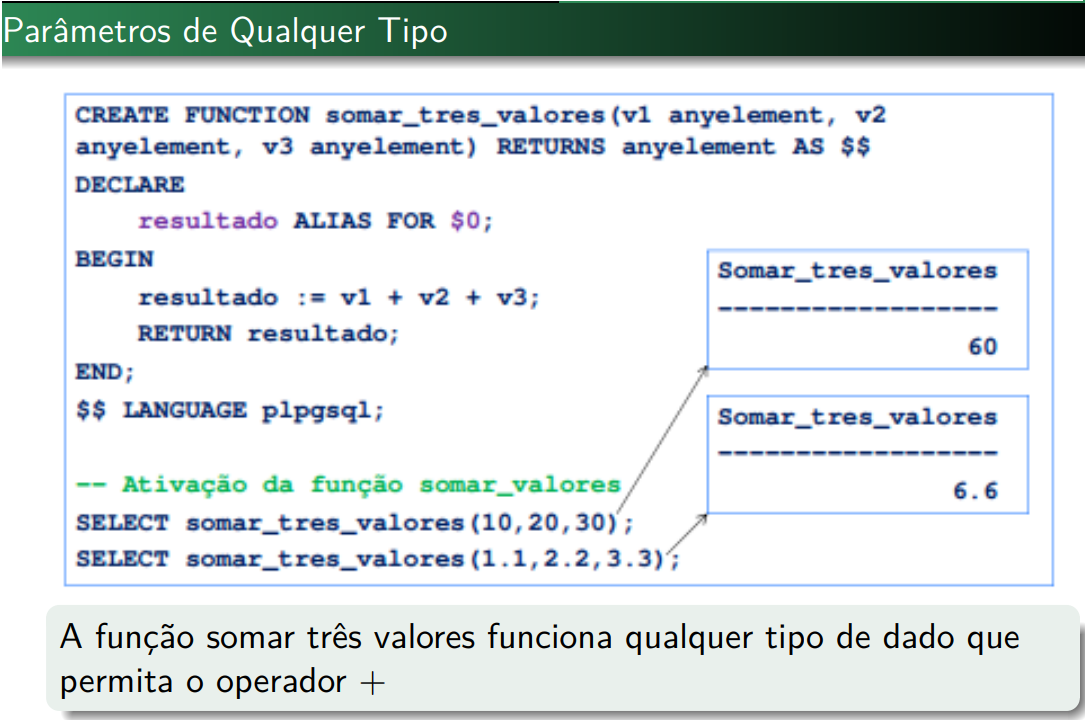 Parâmetros de Qualquer Tipo
CREATE FUNCTION somar_tres_valores(v1 anyelement, v2
anyelement, v3 anyelement) RETURNS anyelement AS $$
DECLARE
resultado ALIAS FOR $0;
BEGIN
resultado := v1 + v2 + v3;
RETURN resultado;
END;
$$ LANGUAGE plpgsql;
-- Ativação da função somar_valores
SELECT somar_tres_valores(10,20,30);
SELECT somar_tres_valores(1.1,2.2,3.3);
Somar_tres_valores
------------------
60
Somar_tres_valores
------------------
6.6
A função somar três valores funciona qualquer tipo de dado que
permita o operador +